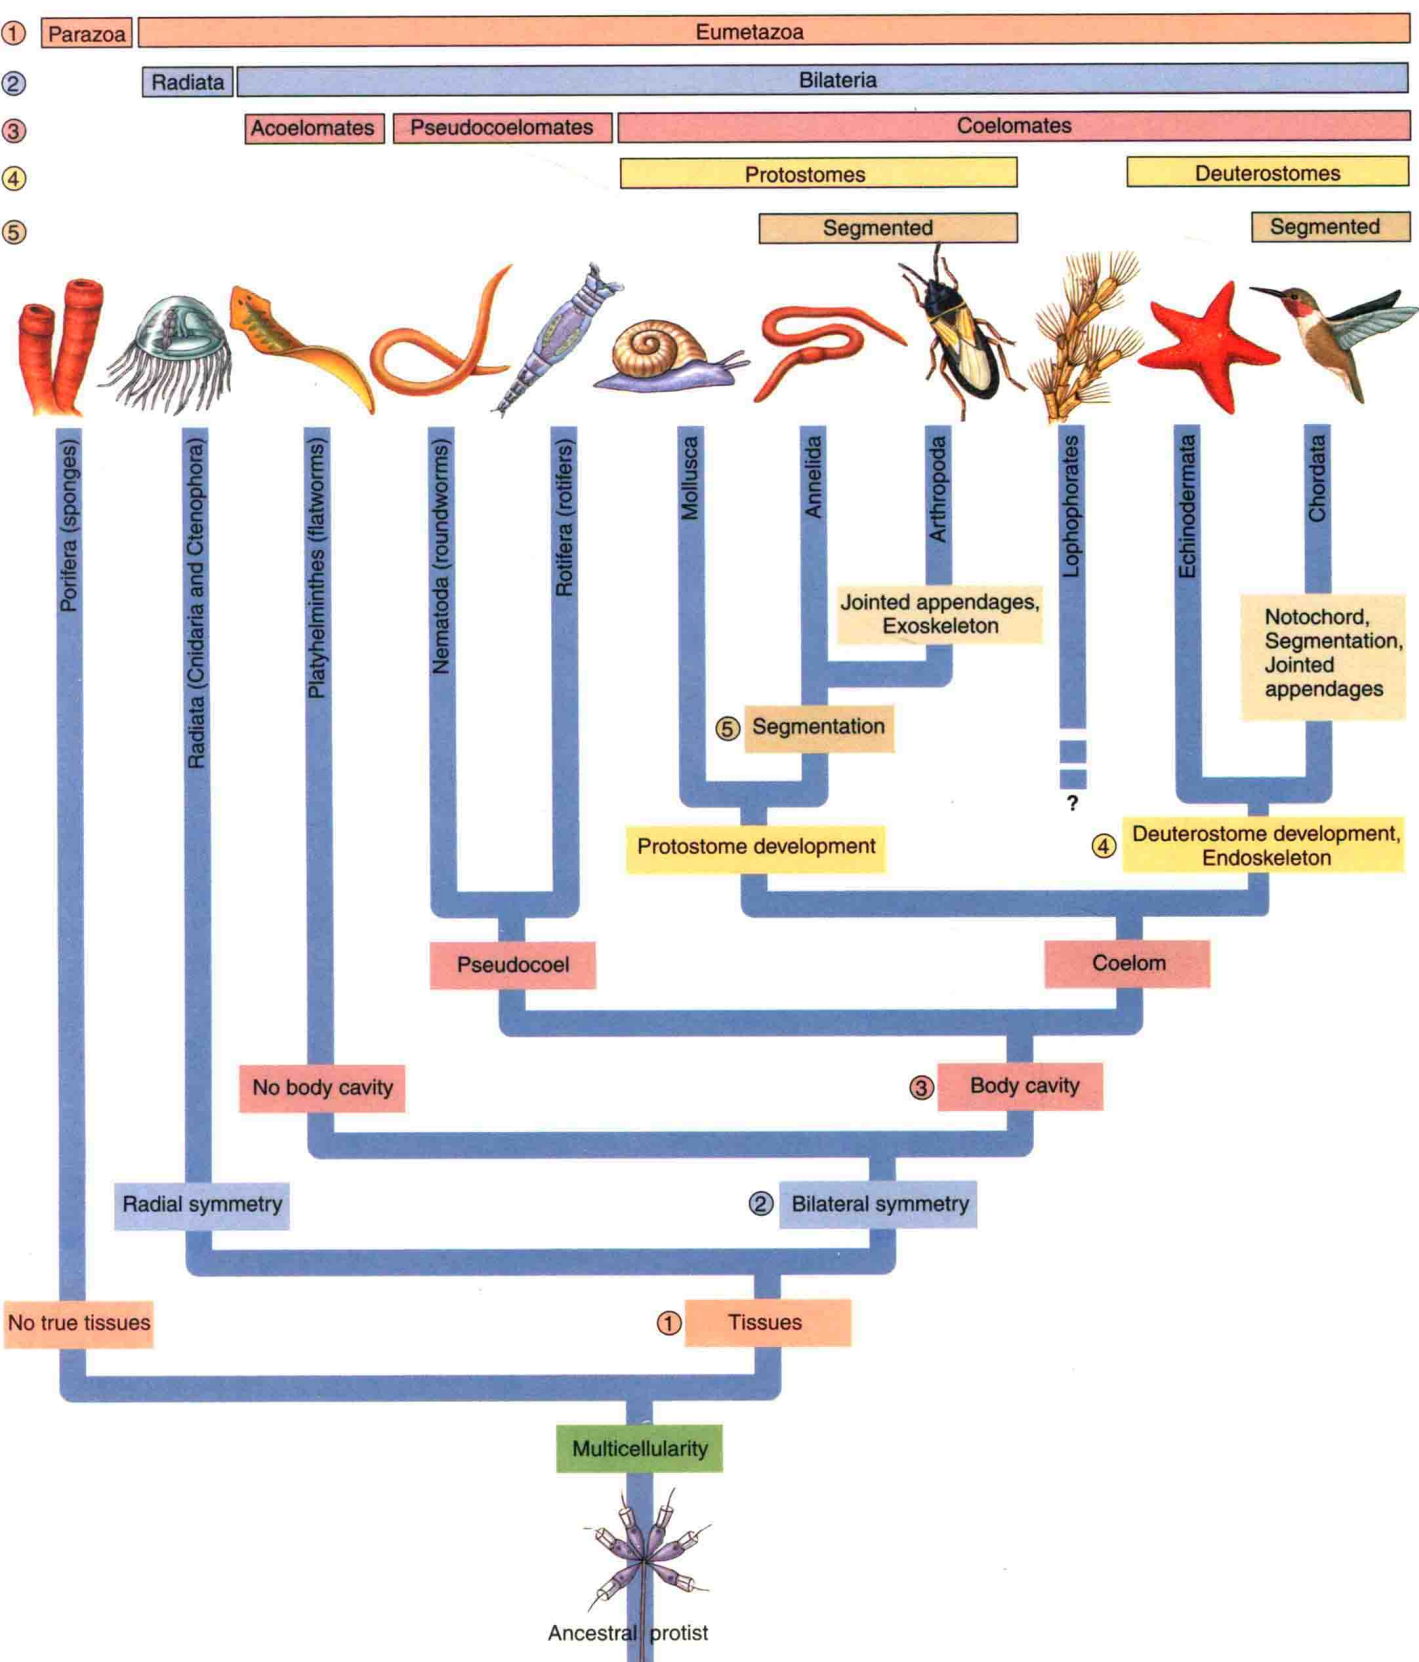 ① Parazoa Eumetazoa
② Radiata Bilateria
③ Acoelomates Pseudocoelomates Coelomates
④ Protostomes Deuterostomes
⑤ Segmented Segmented
Porifera (sponges)
Radiata (Cnidaria and Ctenophora)
Platyhelminthes (flatworms)
Nematoda (roundworms)
Rotifera (rotifers)
Mollusca
Annelida
Arthropoda
Lophophorates
Echinodermata
Chordata
Jointed appendages,
Exoskeleton
Notochord,
Segmentation,
Jointed
appendages
⑤ Segmentation
?
Protostome development
④ Deuterostome development,
Endoskeleton
Pseudocoel
Coelom
No body cavity
③ Body cavity
Radial symmetry
② Bilateral symmetry
No true tissues
① Tissues
Multicellularity
Ancestral protist